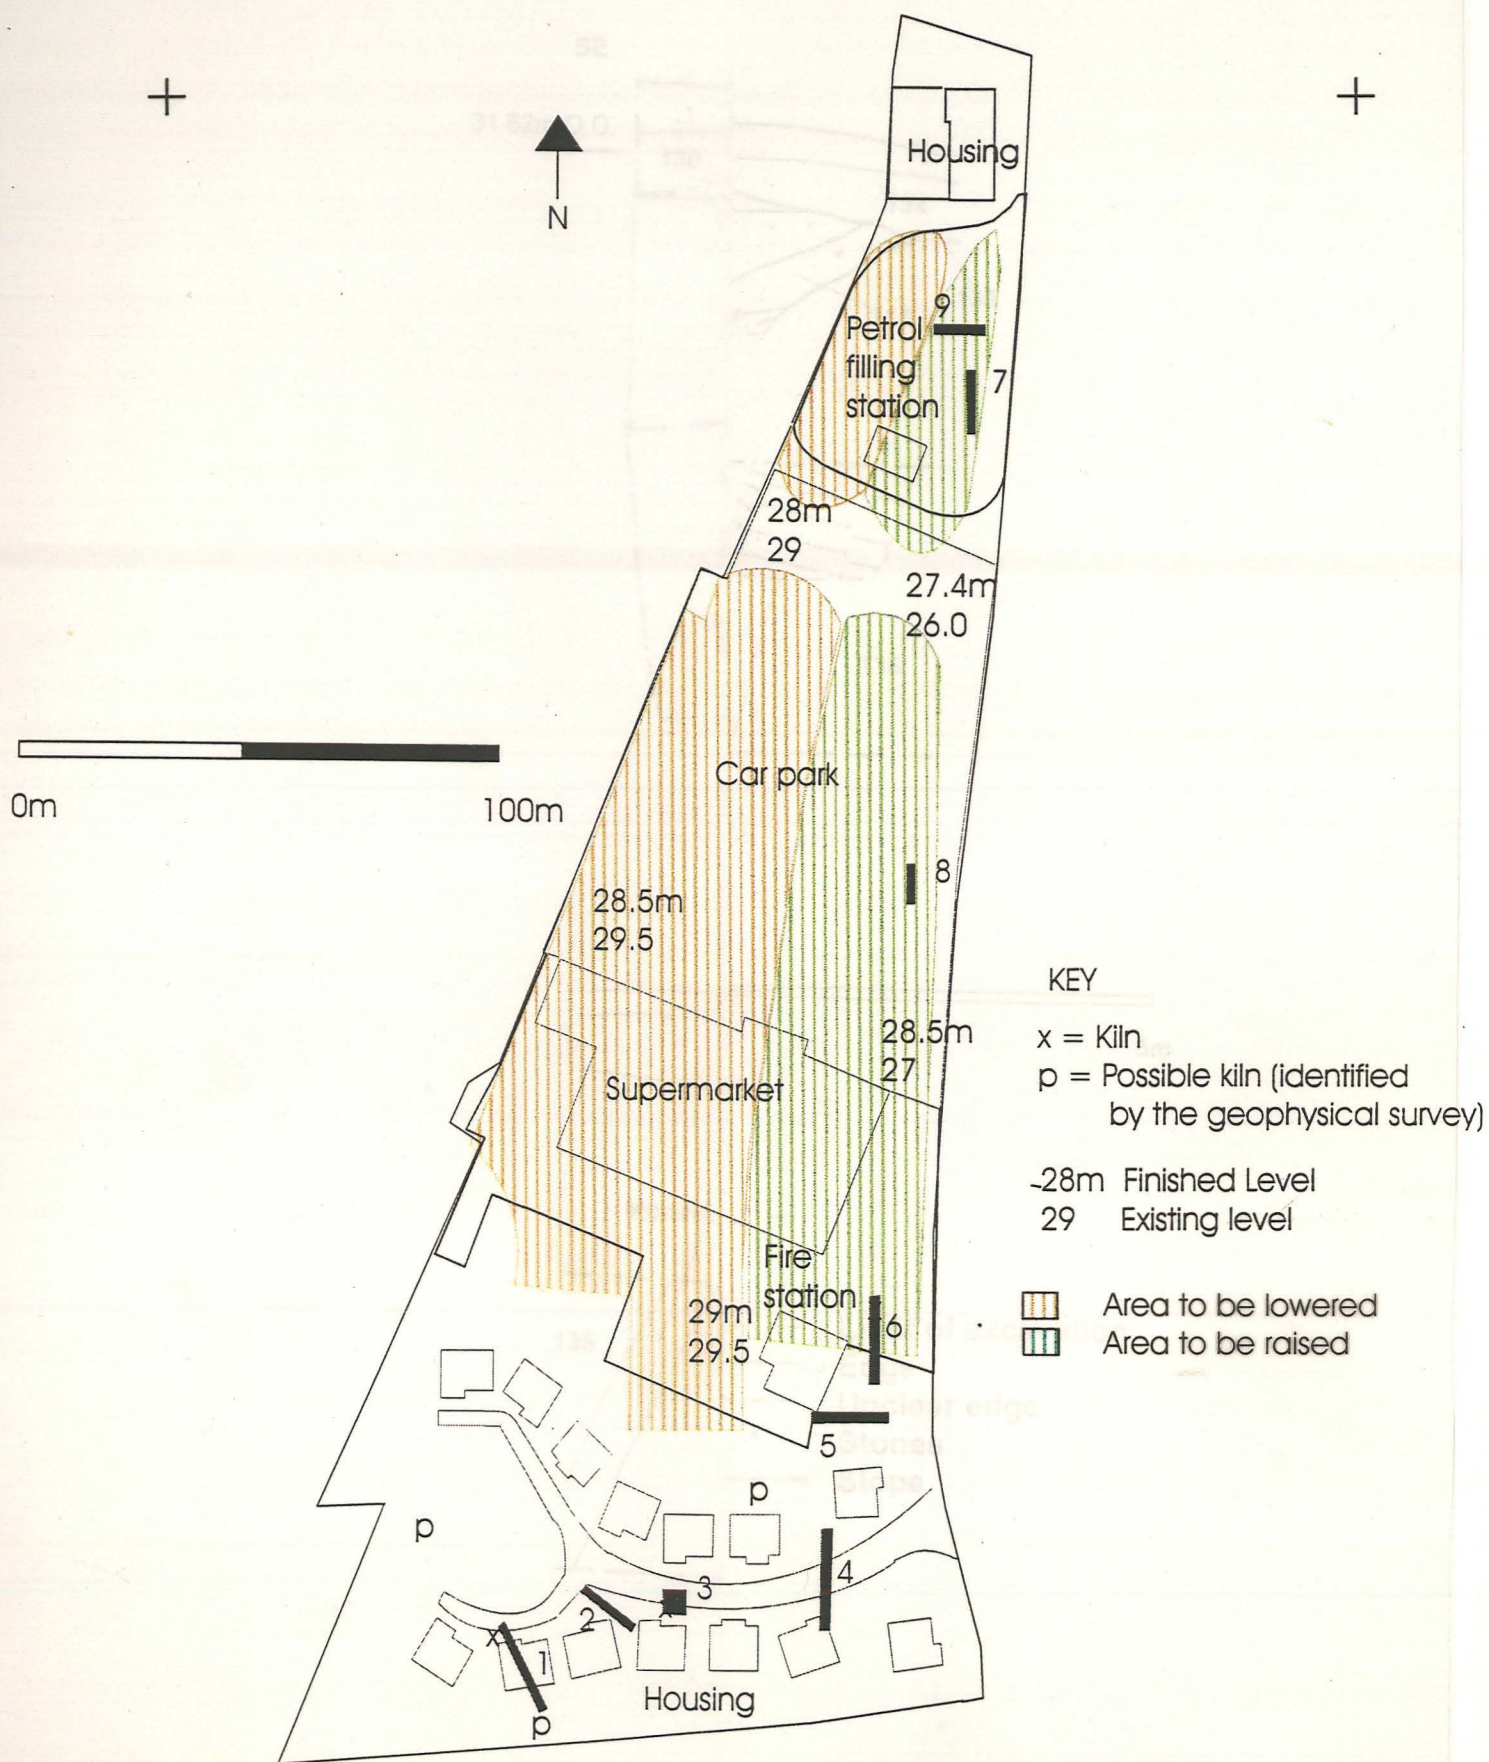 Housing
N
9
Petrol
filling
station
7
28m
29
27.4m
26.0
Car park
0m 100m
8
28.5m
29.5
KEY
28.5m
27
x = Kiln
p = Possible kiln (identified
by the geophysical survey)
Supermarket
-28m Finished Level
29 Existing level
Fire
station
29m
29.5
6
Area to be lowered
Area to be raised
5
p
p
4
3
x
2
x
1
Housing
p